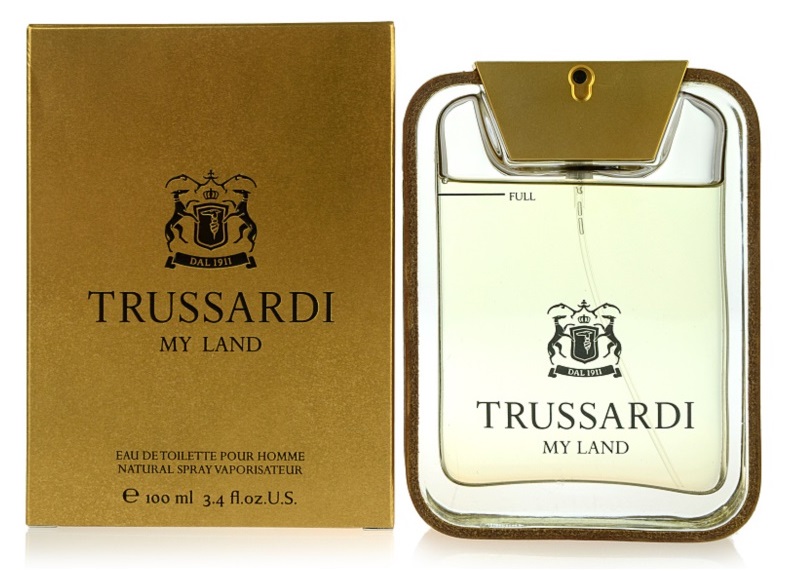 DAL 1911
TRUSSARDI
MY LAND
EAU DE TOILETTE POUR HOMME
NATURAL SPRAY VAPORISATEUR
℮ 100 ml 3.4 fl.oz.U.S.
FULL
DAL 1911
TRUSSARDI
MY LAND